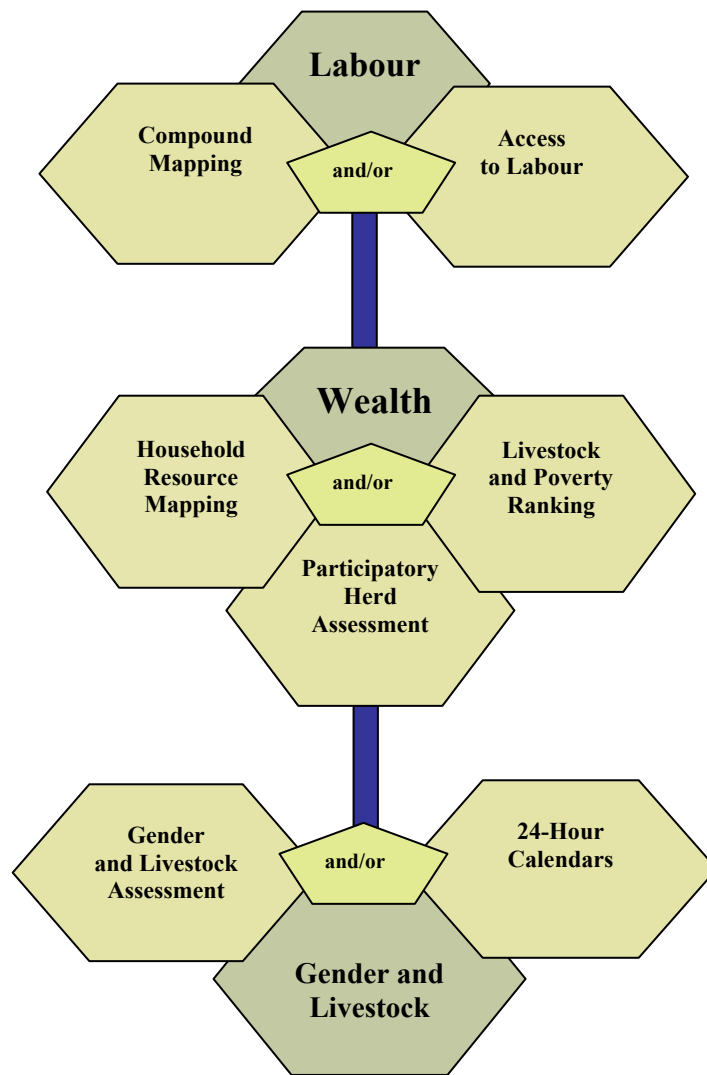 Labour
Compound
Mapping
and/or
Access
to Labour
Wealth
Household
Resource
Mapping
and/or
Livestock
and Poverty
Ranking
Participatory
Herd
Assessment
Gender
and Livestock
Assessment
and/or
24-Hour
Calendars
Gender and
Livestock